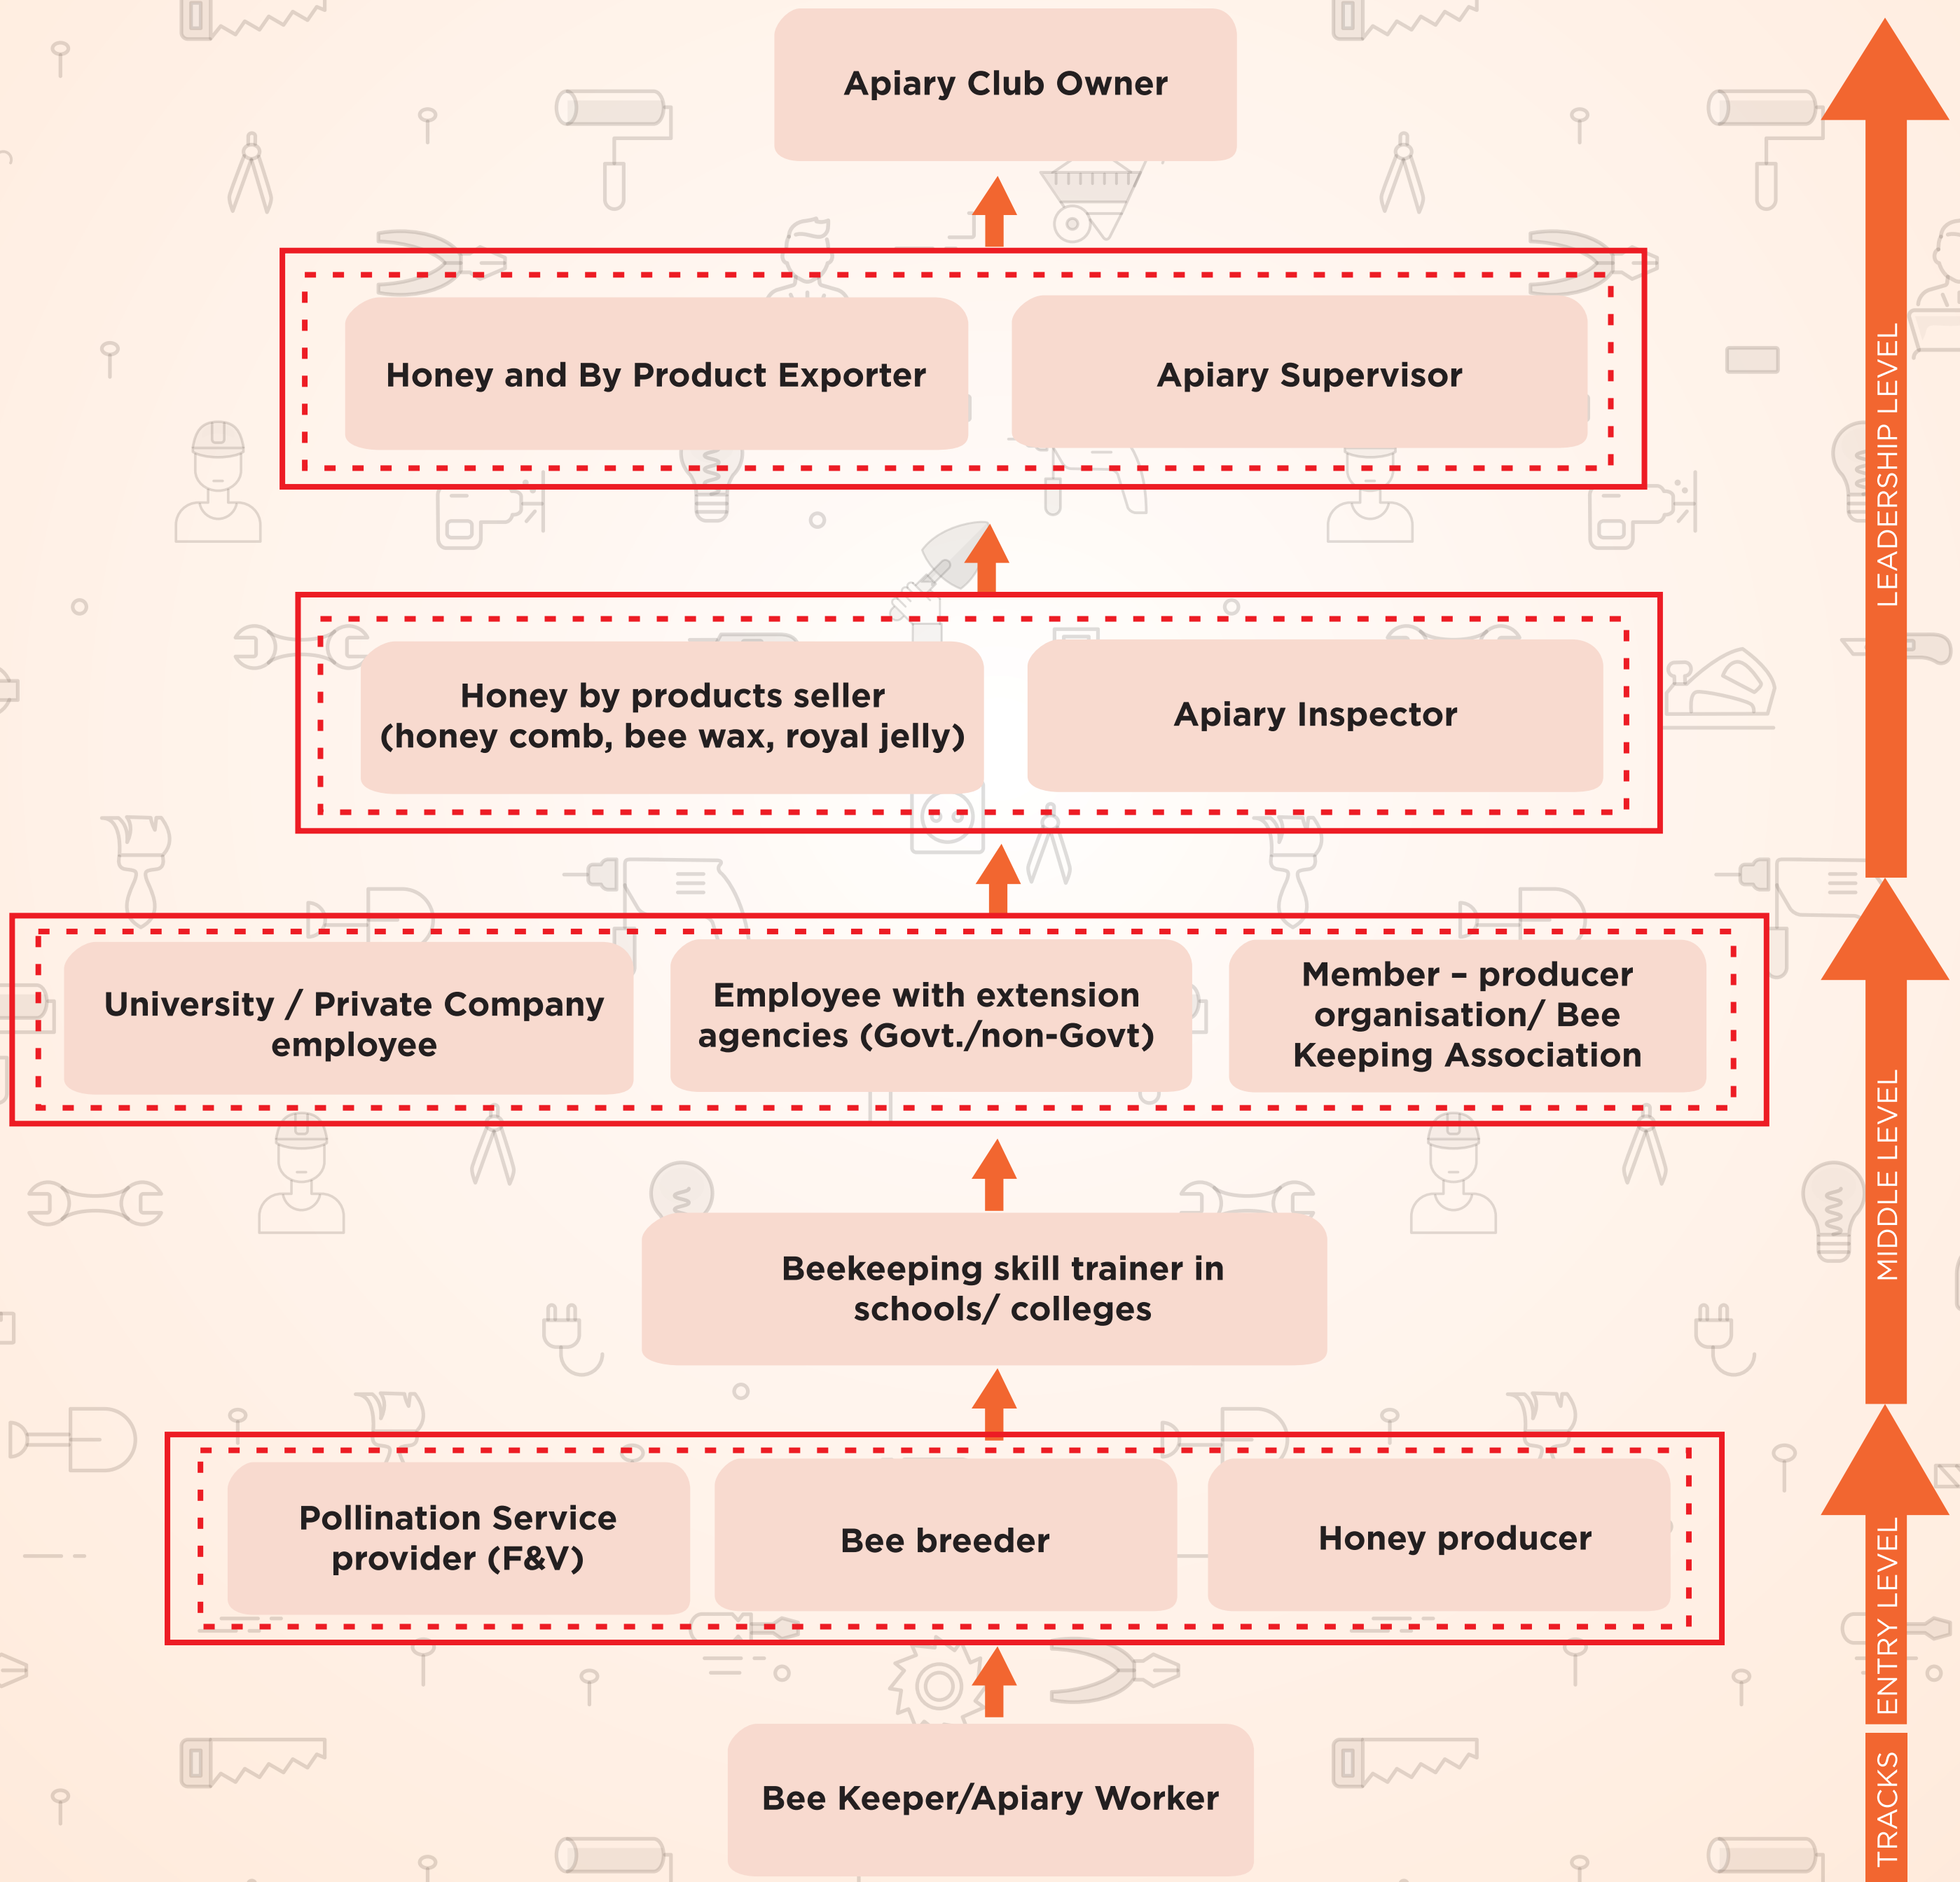 Apiary Club Owner
Honey and By Product Exporter
Apiary Supervisor
LEADERSHIP LEVEL
Honey by products seller
(honey comb, bee wax, royal jelly)
Apiary Inspector
University / Private Company
employee
Employee with extension
agencies (Govt./non-Govt)
Member – producer
organisation/ Bee
Keeping Association
MIDDLE LEVEL
Beekeeping skill trainer in
schools/ colleges
Pollination Service
provider (F&V)
Bee breeder
Honey producer
ENTRY LEVEL
Bee Keeper/Apiary Worker
TRACKS